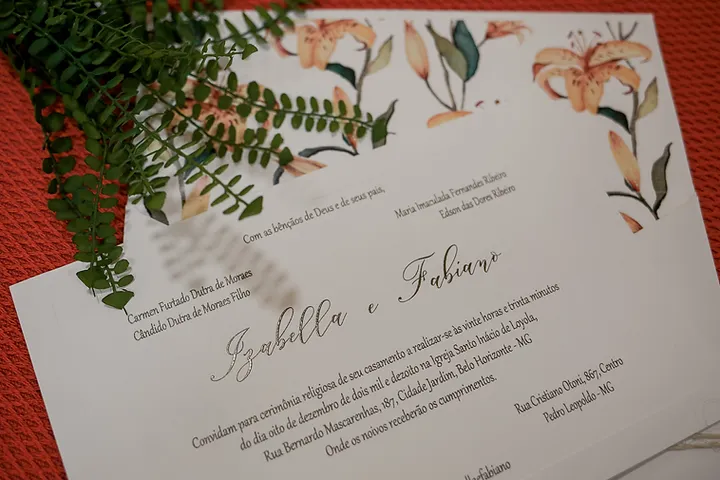 Com as bênçãos de Deus e de seus pais,
Carmen Furtado Dutra de Moraes
Cândido Dutra de Moraes Filho
Maria Imaculada Fernandes Ribeiro
Edson das Dores Ribeiro
Izabella e Fabiano
Convidam para cerimônia religiosa de seu casamento a realizar-se às vinte horas e trinta minutos
do dia oito de dezembro de dois mil e dezoito na Igreja Santo Inácio de Loyola,
Rua Bernardo Mascarenhas, 187, Cidade Jardim, Belo Horizonte - MG
Onde os noivos receberão os cumprimentos.
Rua Cristiano Otoni, 867, Centro
Pedro Leopoldo - MG